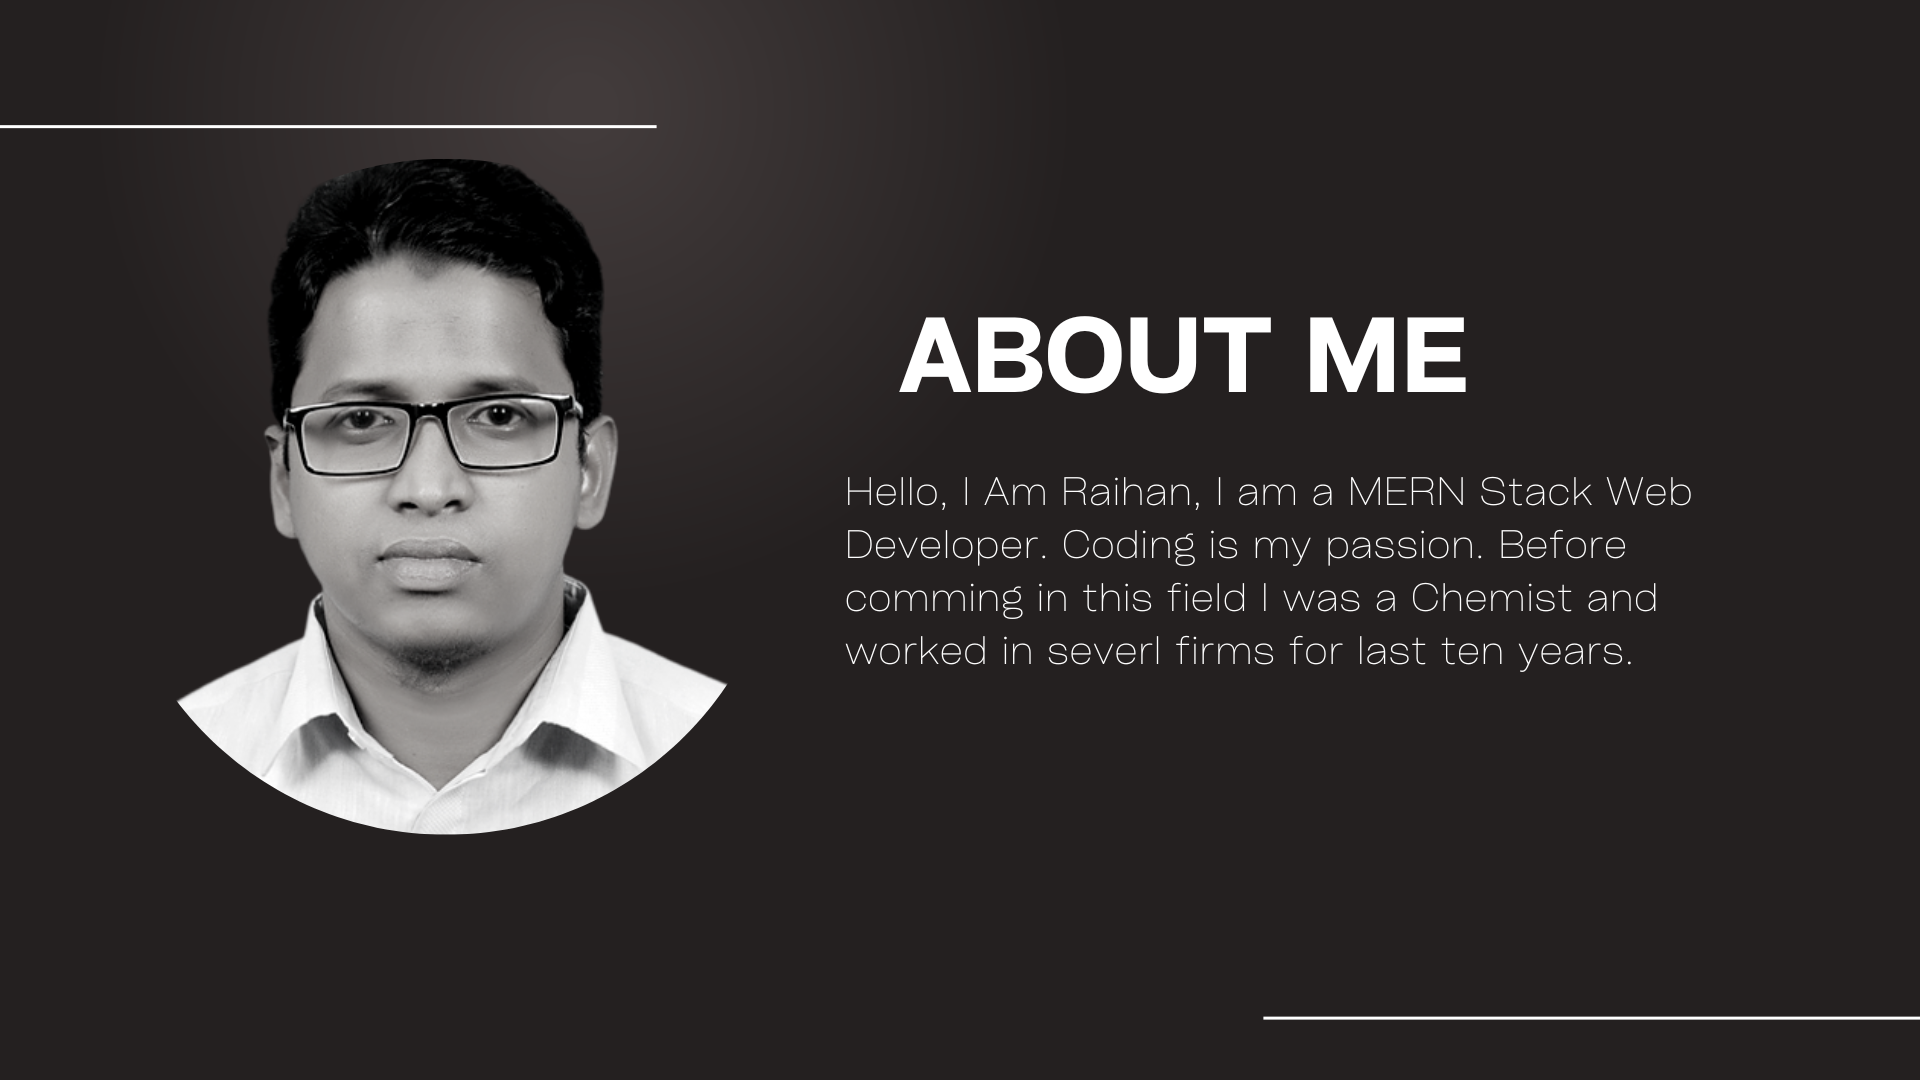 ABOUT ME
Hello, I Am Raihan, I am a MERN Stack Web
Developer. Coding is my passion. Before
comming in this field I was a Chemist and
worked in severl firms for last ten years.